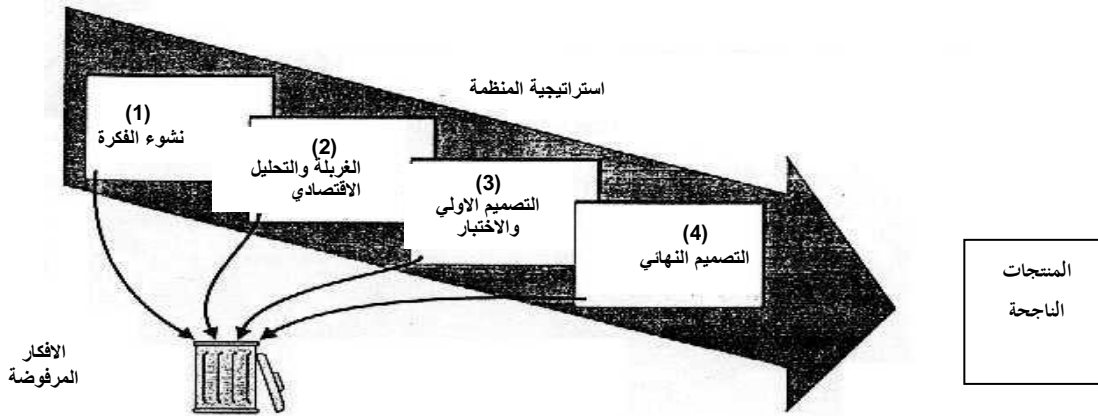 استراتيجية المنظمة
(1)
نشوء الفكرة
(2)
الغربلة والتحليل
الاقتصادي
(3)
التصميم الاولي
والاختبار
(4)
التصميم النهائي
المنتجات
الناجحة
الافكار
المرفوضة